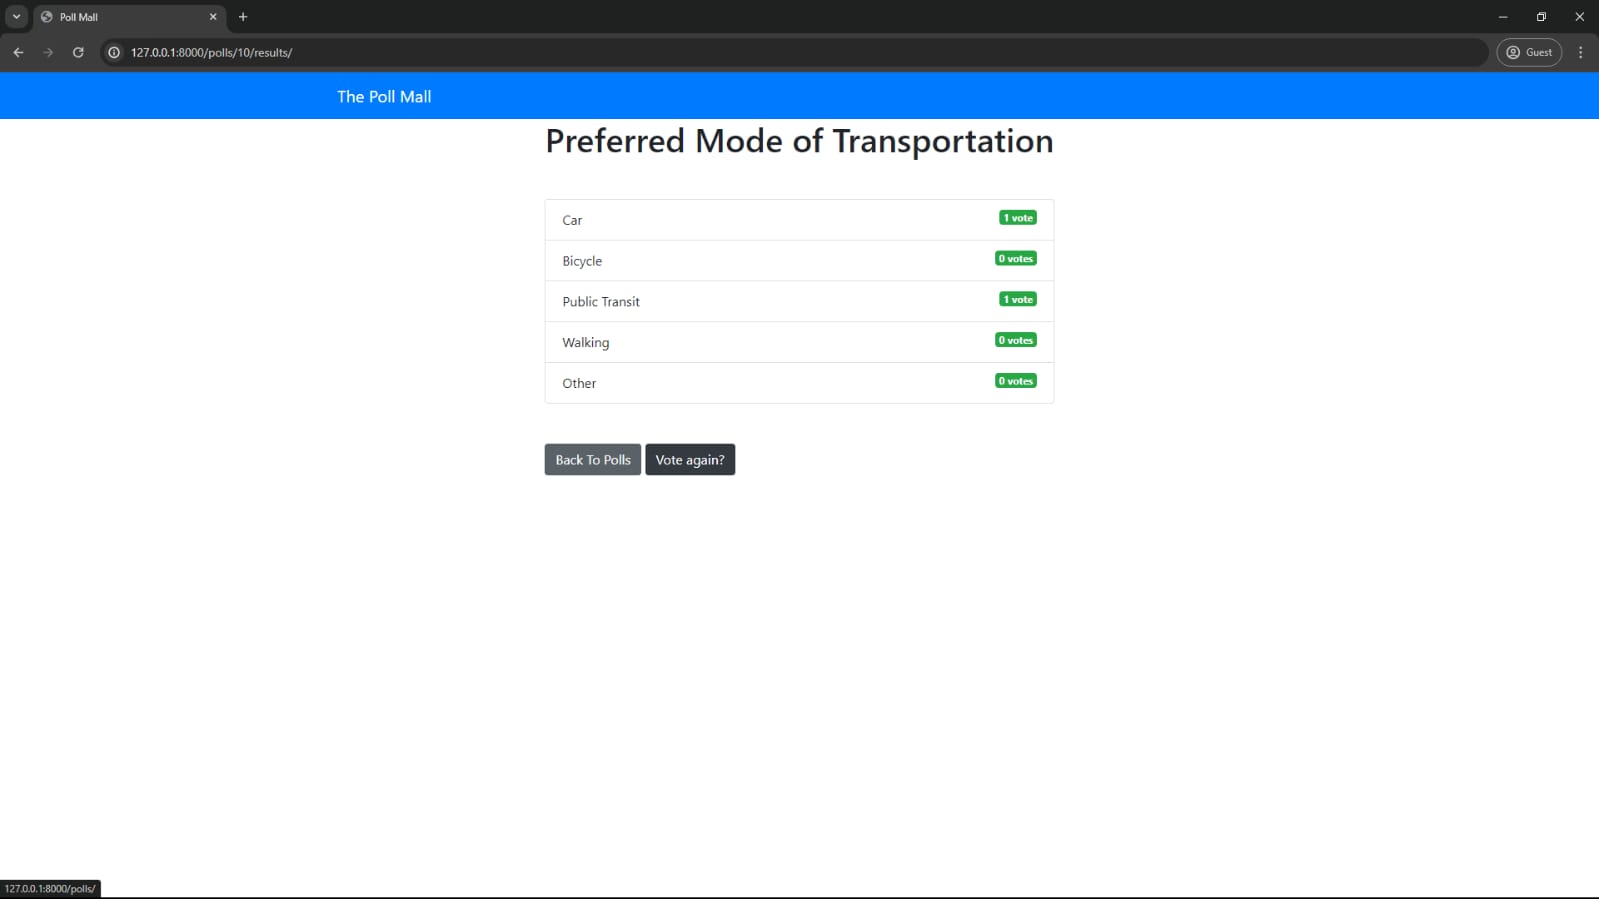 Poll Mall
127.0.0.1:8000/polls/10/results/
Guest
The Poll Mall
Preferred Mode of Transportation
Car 1 vote
Bicycle 0 votes
Public Transit 1 vote
Walking 0 votes
Other 0 votes
Back To Polls Vote again?
127.0.0.1:8000/polls/